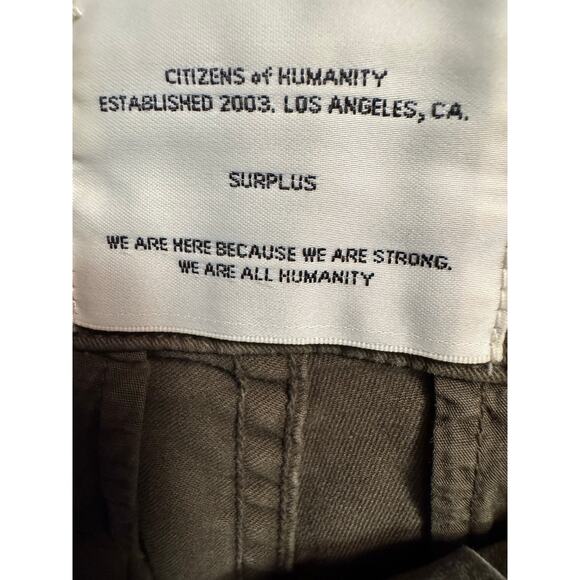 CITIZENS of HUMANITY
ESTABLISHED 2003. LOS ANGELES, CA.
SURPLUS
WE ARE HERE BECAUSE WE ARE STRONG.
WE ARE ALL HUMANITY